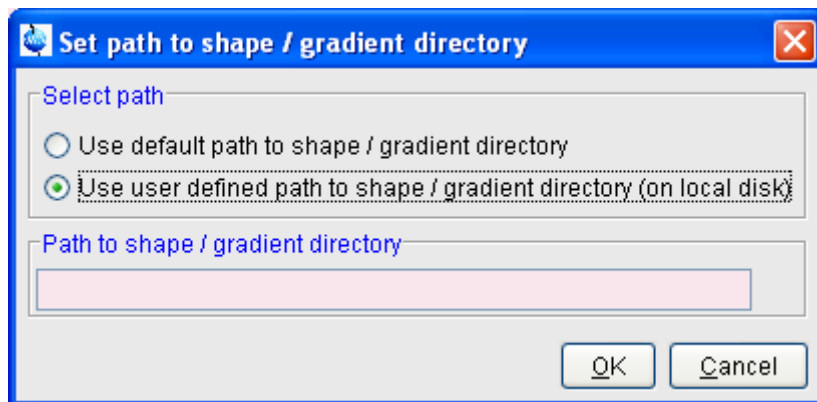 Set path to shape / gradient directory
Select path
Use default path to shape / gradient directory
Use user defined path to shape / gradient directory (on local disk)
Path to shape / gradient directory
OK
Cancel